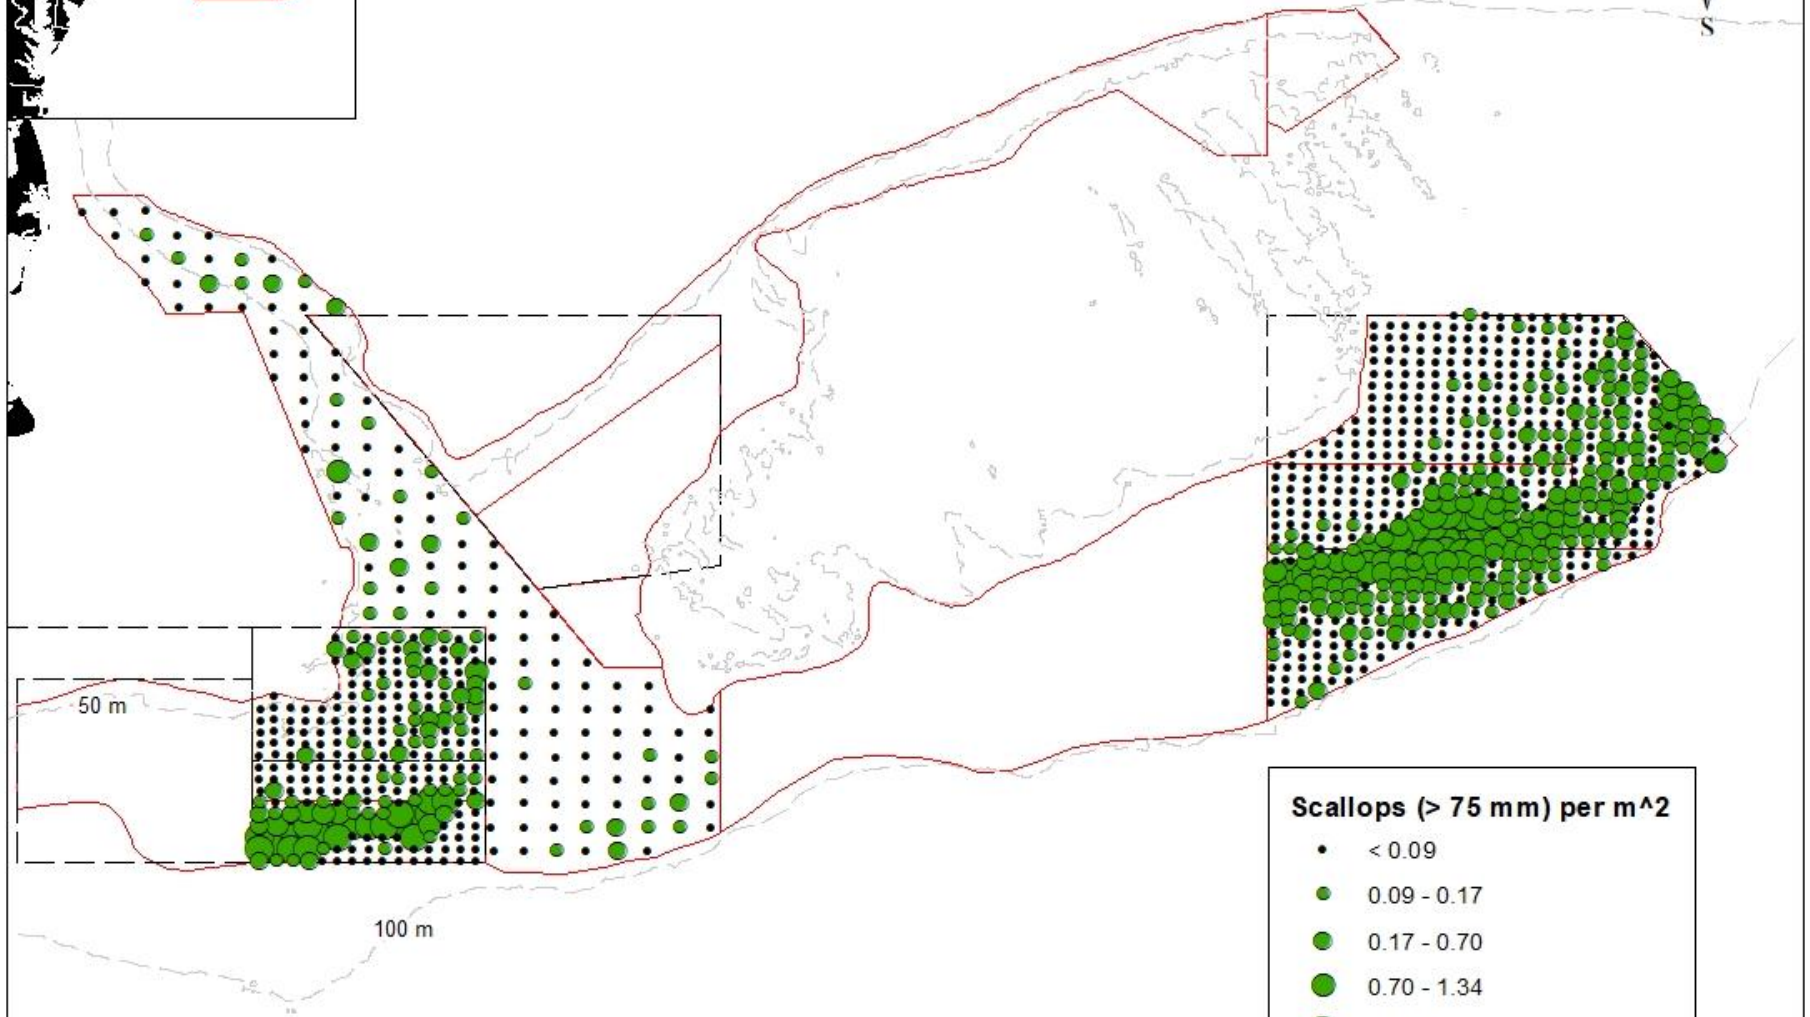 S
50 m
100 m
Scallops (> 75 mm) per m^2
< 0.09
0.09 - 0.17
0.17 - 0.70
0.70 - 1.34